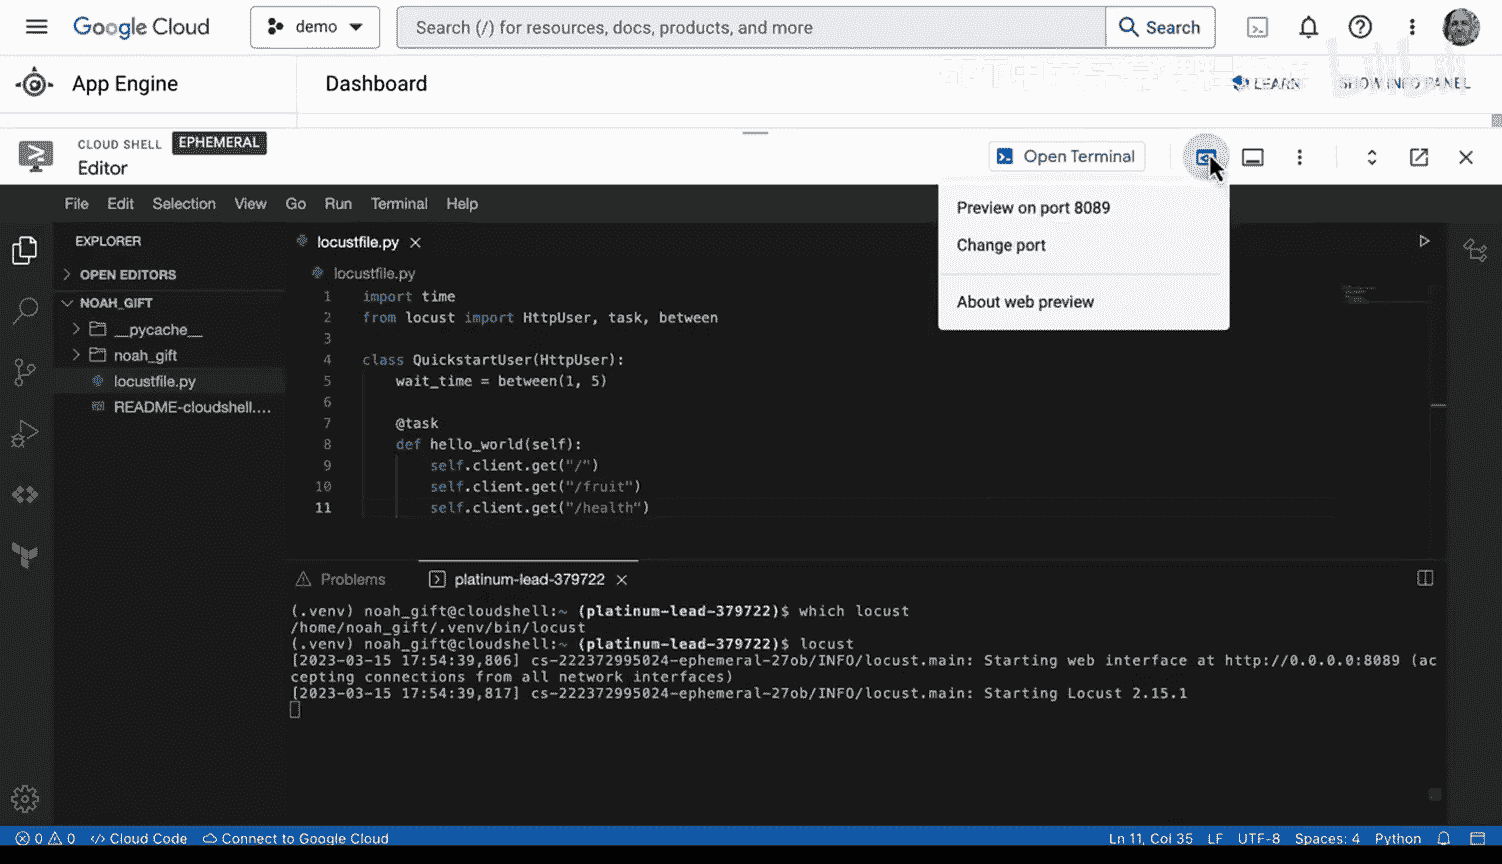 Google Cloud
demo
Search (/) for resources, docs, products, and more
Search
App Engine
Dashboard
LEARN
SHOW INFO PANEL
CLOUD SHELL
EPHEMERAL
Editor
Open Terminal
File Edit Selection View Go Run Terminal Help
Preview on port 8089
Change port
About web preview
EXPLORER
OPEN EDITORS
NOAH_GIFT
__pycache__
noah_gift
locustfile.py
README-cloudshell....
locustfile.py
locustfile.py
1 import time
2 from locust import HttpUser, task, between
3
4 class QuickstartUser(HttpUser):
5 wait_time = between(1, 5)
6
7 @task
8 def hello_world(self):
9 self.client.get("/")
10 self.client.get("/fruit")
11 self.client.get("/health")
Problems
platinum-lead-379722
(.venv) noah_gift@cloudshell:~ (platinum-lead-379722)$ which locust
/home/noah_gift/.venv/bin/locust
(.venv) noah_gift@cloudshell:~ (platinum-lead-379722)$ locust
[2023-03-15 17:54:39,806] cs-222372995024-ephemeral-27ob/INFO/locust.main: Starting web interface at http://0.0.0.0:8089 (ac
cepting connections from all network interfaces)
[2023-03-15 17:54:39,817] cs-222372995024-ephemeral-27ob/INFO/locust.main: Starting Locust 2.15.1
0 0 Cloud Code Connect to Google Cloud
Ln 11, Col 35 LF UTF-8 Spaces: 4 Python